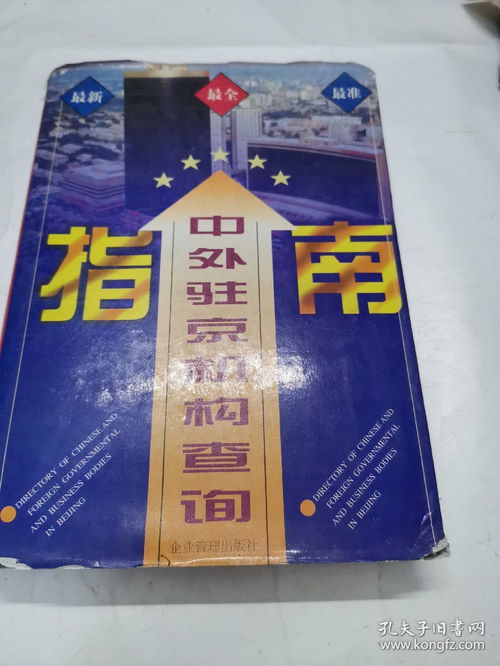 最新
最全
最准
指南
中外驻京机构查询
DIRECTORY OF CHINESE AND
FOREIGN GOVERNMENTAL
AND BUSINESS BODIES
IN BEIJING
DIRECTORY OF CHINESE AND
FOREIGN GOVERNMENTAL
AND BUSINESS BODIES
IN BEIJING
企业管理出版社
孔夫子旧书网
www.kongfz.com